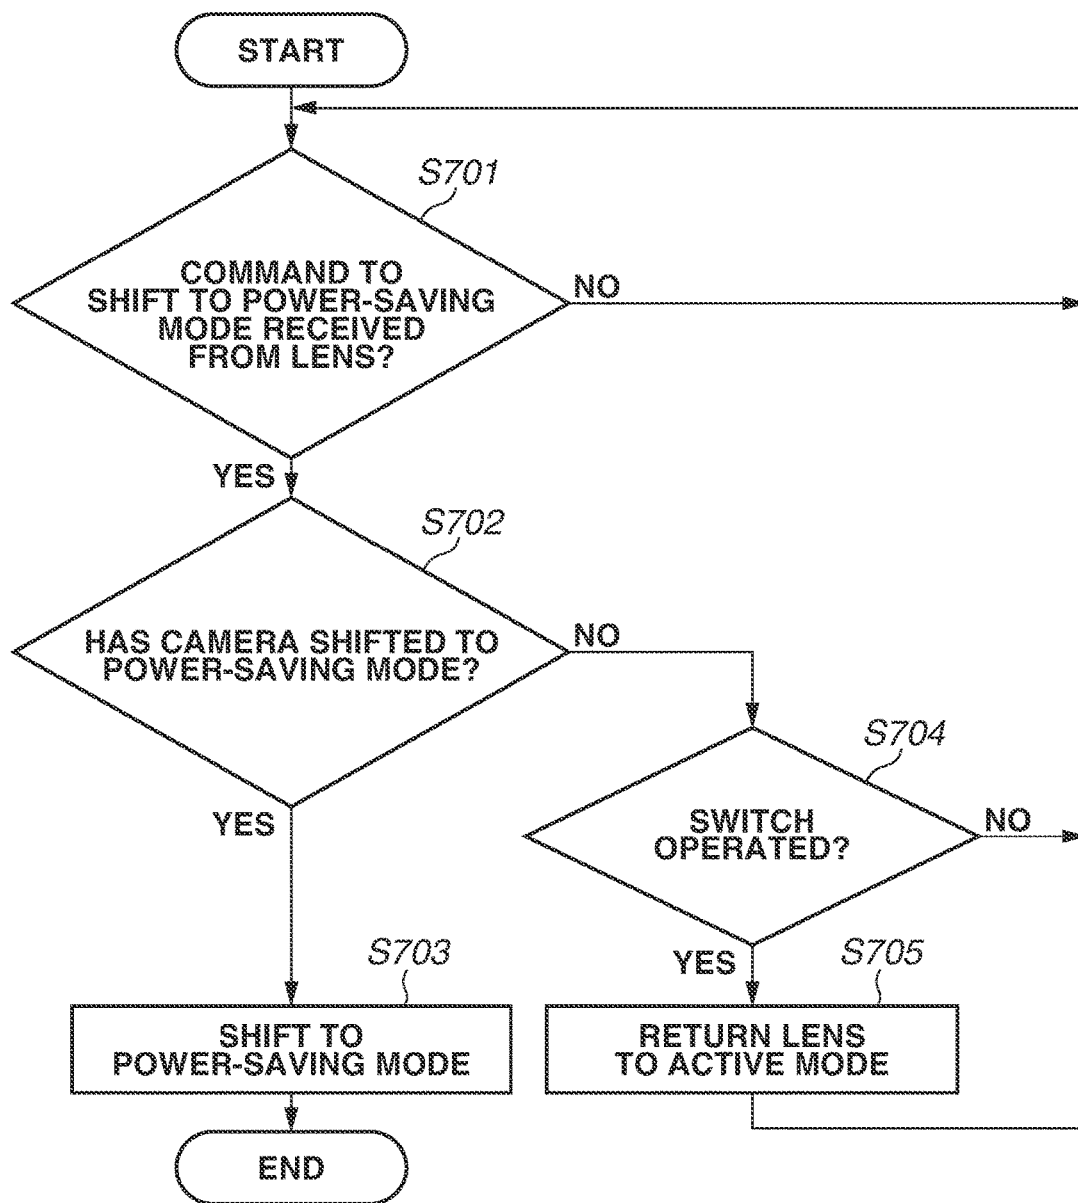 START
S701
COMMAND TO
SHIFT TO POWER-SAVING
MODE RECEIVED
FROM LENS?
NO
YES
S702
HAS CAMERA SHIFTED TO
POWER-SAVING MODE?
NO
YES
S704
SWITCH
OPERATED?
NO
YES
S703
SHIFT TO
POWER-SAVING MODE
S705
RETURN LENS
TO ACTIVE MODE
END